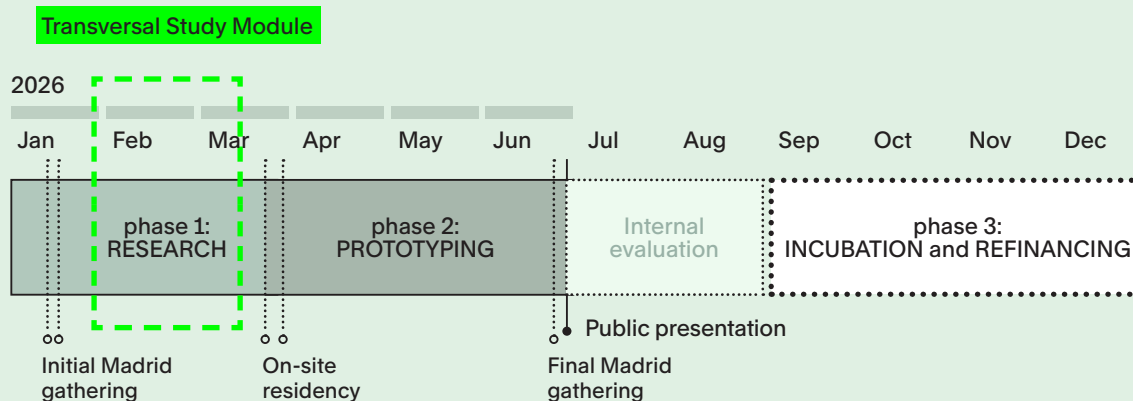 Transversal Study Module
2026
Jan Feb Mar Apr May Jun Jul Aug Sep Oct Nov Dec
phase 1:
RESEARCH
phase 2:
PROTOTYPING
Internal
evaluation
phase 3:
INCUBATION and REFINANCING
Public presentation
Initial Madrid
gathering
On-site
residency
Final Madrid
gathering